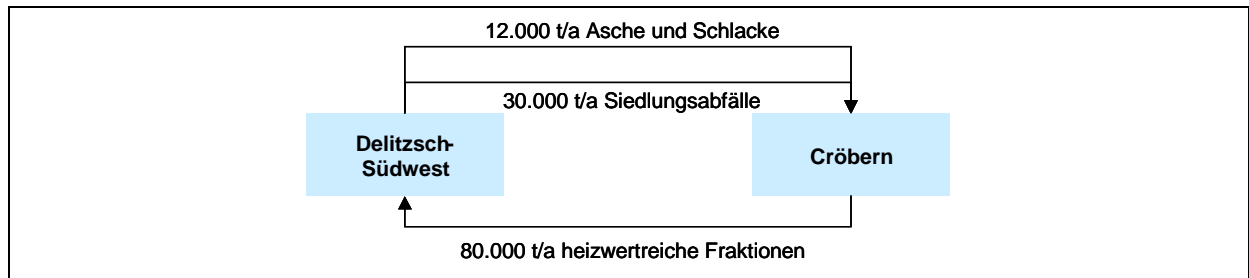 12.000 t/a Asche und Schlacke
30.000 t/a Siedlungsabfälle
Delitzsch-
Südwest
Cröbern
80.000 t/a heizwertreiche Fraktionen